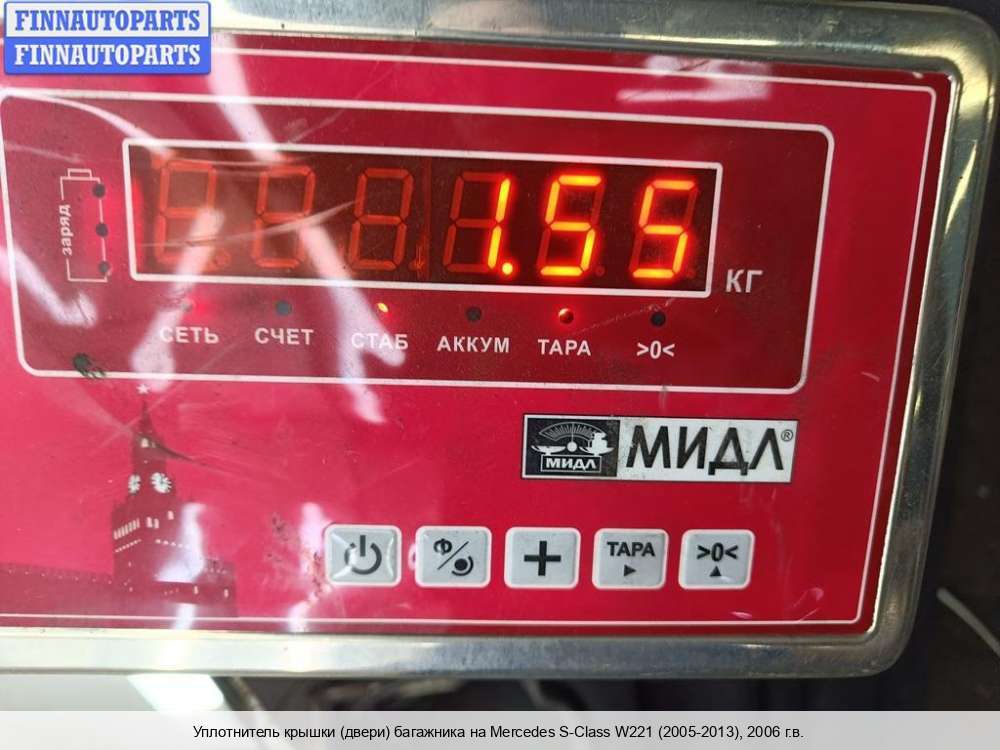 FINNAUTOPARTS
FINNAUTOPARTS
заряд
1.55
КГ
СЕТЬ СЧЕТ СТАБ АККУМ ТАРА >0<
МИДЛ
МИДЛ®
ТАРА >0<
Уплотнитель крышки (двери) багажника на Mercedes S-Class W221 (2005-2013), 2006 г.в.